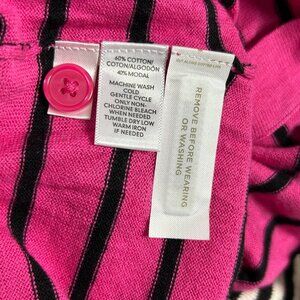 60% COTTON/
COTON/ALGODÓN
40% MODAL
MACHINE WASH
COLD
GENTLE CYCLE
ONLY NON-
CHLORINE BLEACH
WHEN NEEDED
TUMBLE DRY LOW
WARM IRON
IF NEEDED
REMOVE BEFORE WEARING
OR WASHING